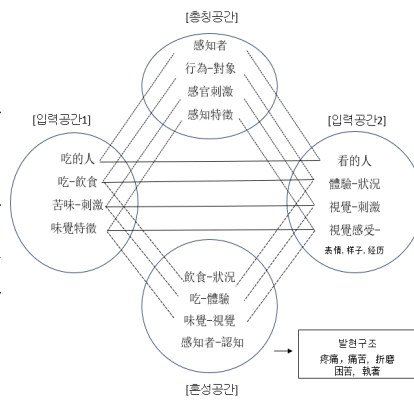 [총칭공간]
感知者
行為-對象
感官刺激
感知特徵
[입력공간1]
吃的人
吃-飲食
苦味-刺激
味覺特徵
[입력공간2]
看的人
體驗-狀況
視覺-刺激
視覺感受-
表情, 样子, 经历
飲食-狀況
吃-體驗
味覺-視覺
感知者-認知
[혼성공간]
발현구조
疼痛, 痛苦, 折磨
困苦, 執著